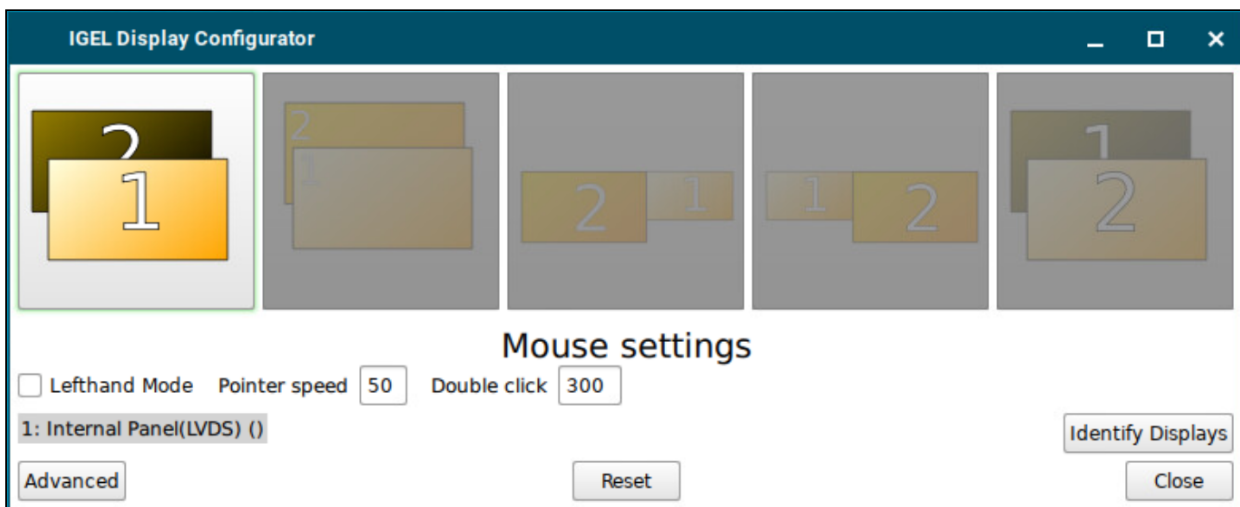 IGEL Display Configurator
2 1
2 1
2 1
1 2
1 2
Mouse settings
Lefthand Mode Pointer speed 50 Double click 300
1: Internal Panel(LVDS) ()
Identify Displays
Advanced Reset Close